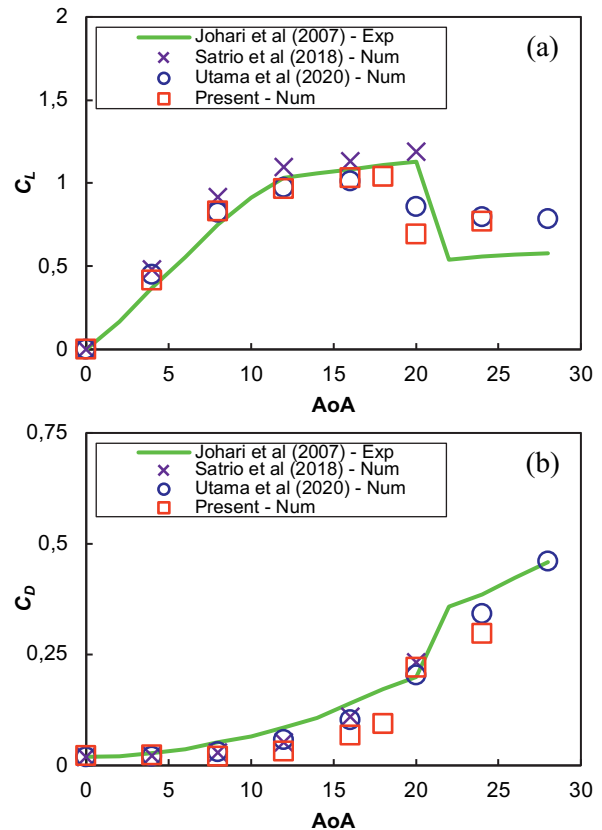 2
Johari et al (2007) - Exp
Satrio et al (2018) - Num
Utama et al (2020) - Num
Present - Num
(a)
1,5
1
0,5
0
C_L
0 5 10 15 20 25 30
AoA
0,75
Johari et al (2007) - Exp
Satrio et al (2018) - Num
Utama et al (2020) - Num
Present - Num
(b)
0,5
0,25
0
C_D
0 5 10 15 20 25 30
AoA